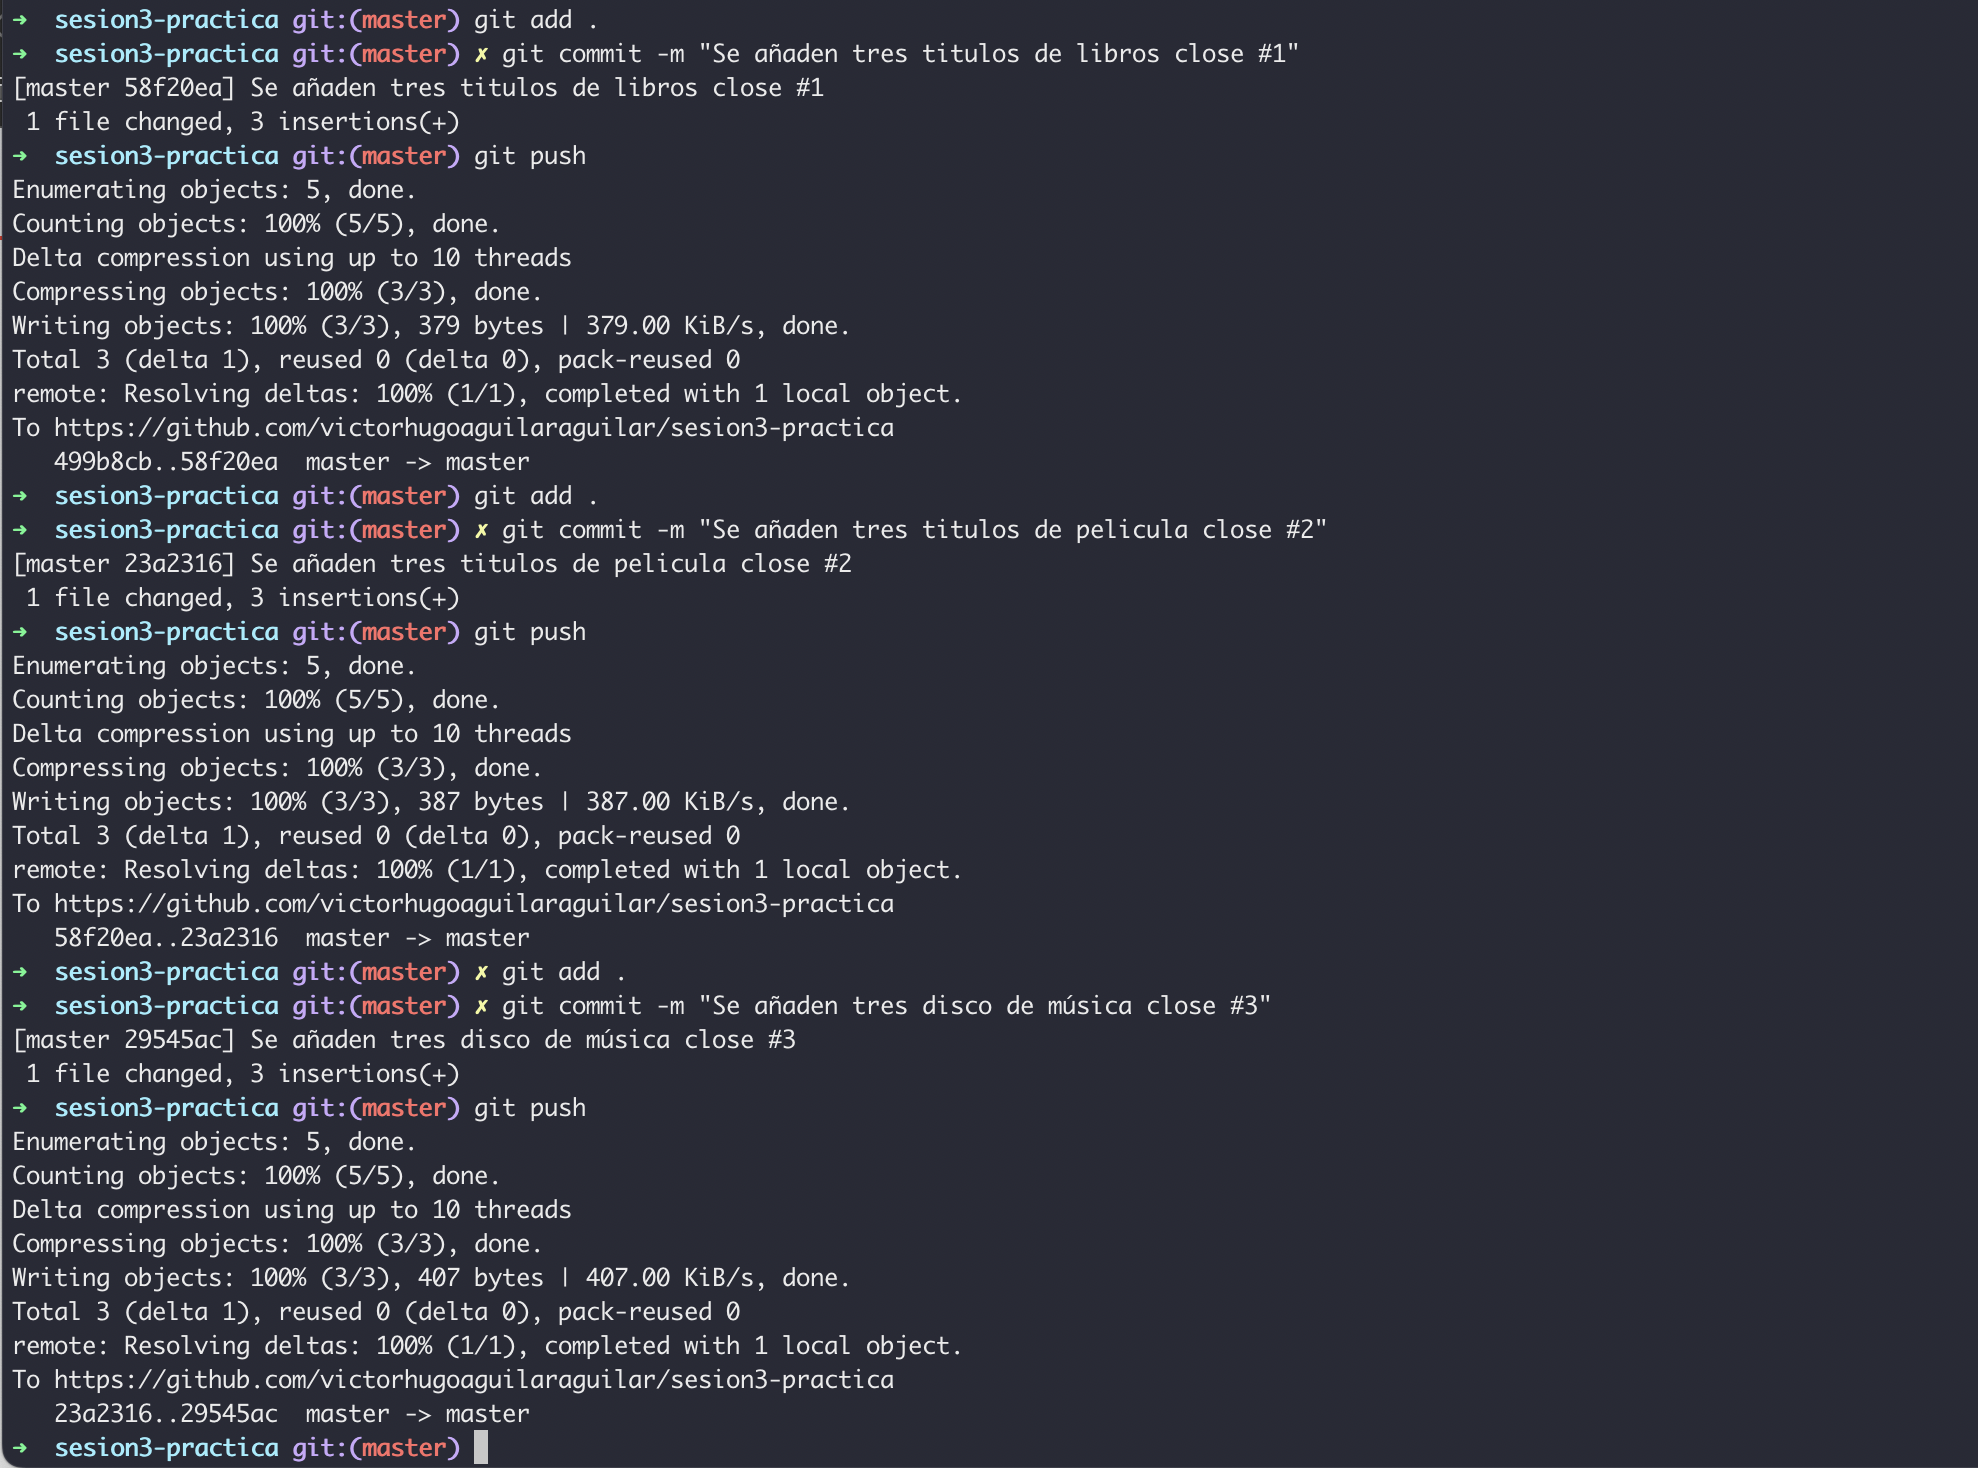 ➜  sesion3-practica git:(master) git add .
➜  sesion3-practica git:(master) ✗ git commit -m "Se añaden tres titulos de libros close #1"
[master 58f20ea] Se añaden tres titulos de libros close #1
 1 file changed, 3 insertions(+)
➜  sesion3-practica git:(master) git push
Enumerating objects: 5, done.
Counting objects: 100% (5/5), done.
Delta compression using up to 10 threads
Compressing objects: 100% (3/3), done.
Writing objects: 100% (3/3), 379 bytes | 379.00 KiB/s, done.
Total 3 (delta 1), reused 0 (delta 0), pack-reused 0
remote: Resolving deltas: 100% (1/1), completed with 1 local object.
To https://github.com/victorhugoaguilaraguilar/sesion3-practica
   499b8cb..58f20ea  master -> master
➜  sesion3-practica git:(master) git add .
➜  sesion3-practica git:(master) ✗ git commit -m "Se añaden tres titulos de pelicula close #2"
[master 23a2316] Se añaden tres titulos de pelicula close #2
 1 file changed, 3 insertions(+)
➜  sesion3-practica git:(master) git push
Enumerating objects: 5, done.
Counting objects: 100% (5/5), done.
Delta compression using up to 10 threads
Compressing objects: 100% (3/3), done.
Writing objects: 100% (3/3), 387 bytes | 387.00 KiB/s, done.
Total 3 (delta 1), reused 0 (delta 0), pack-reused 0
remote: Resolving deltas: 100% (1/1), completed with 1 local object.
To https://github.com/victorhugoaguilaraguilar/sesion3-practica
   58f20ea..23a2316  master -> master
➜  sesion3-practica git:(master) ✗ git add .
➜  sesion3-practica git:(master) ✗ git commit -m "Se añaden tres disco de música close #3"
[master 29545ac] Se añaden tres disco de música close #3
 1 file changed, 3 insertions(+)
➜  sesion3-practica git:(master) git push
Enumerating objects: 5, done.
Counting objects: 100% (5/5), done.
Delta compression using up to 10 threads
Compressing objects: 100% (3/3), done.
Writing objects: 100% (3/3), 407 bytes | 407.00 KiB/s, done.
Total 3 (delta 1), reused 0 (delta 0), pack-reused 0
remote: Resolving deltas: 100% (1/1), completed with 1 local object.
To https://github.com/victorhugoaguilaraguilar/sesion3-practica
   23a2316..29545ac  master -> master
➜  sesion3-practica git:(master)